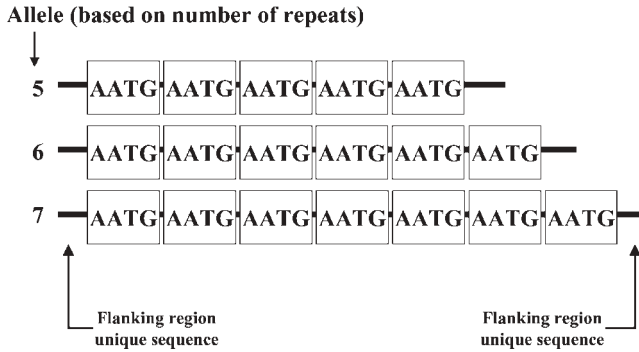 Allele (based on number of repeats)
5 AATG AATG AATG AATG AATG
6 AATG AATG AATG AATG AATG AATG
7 AATG AATG AATG AATG AATG AATG AATG
Flanking region
unique sequence
Flanking region
unique sequence